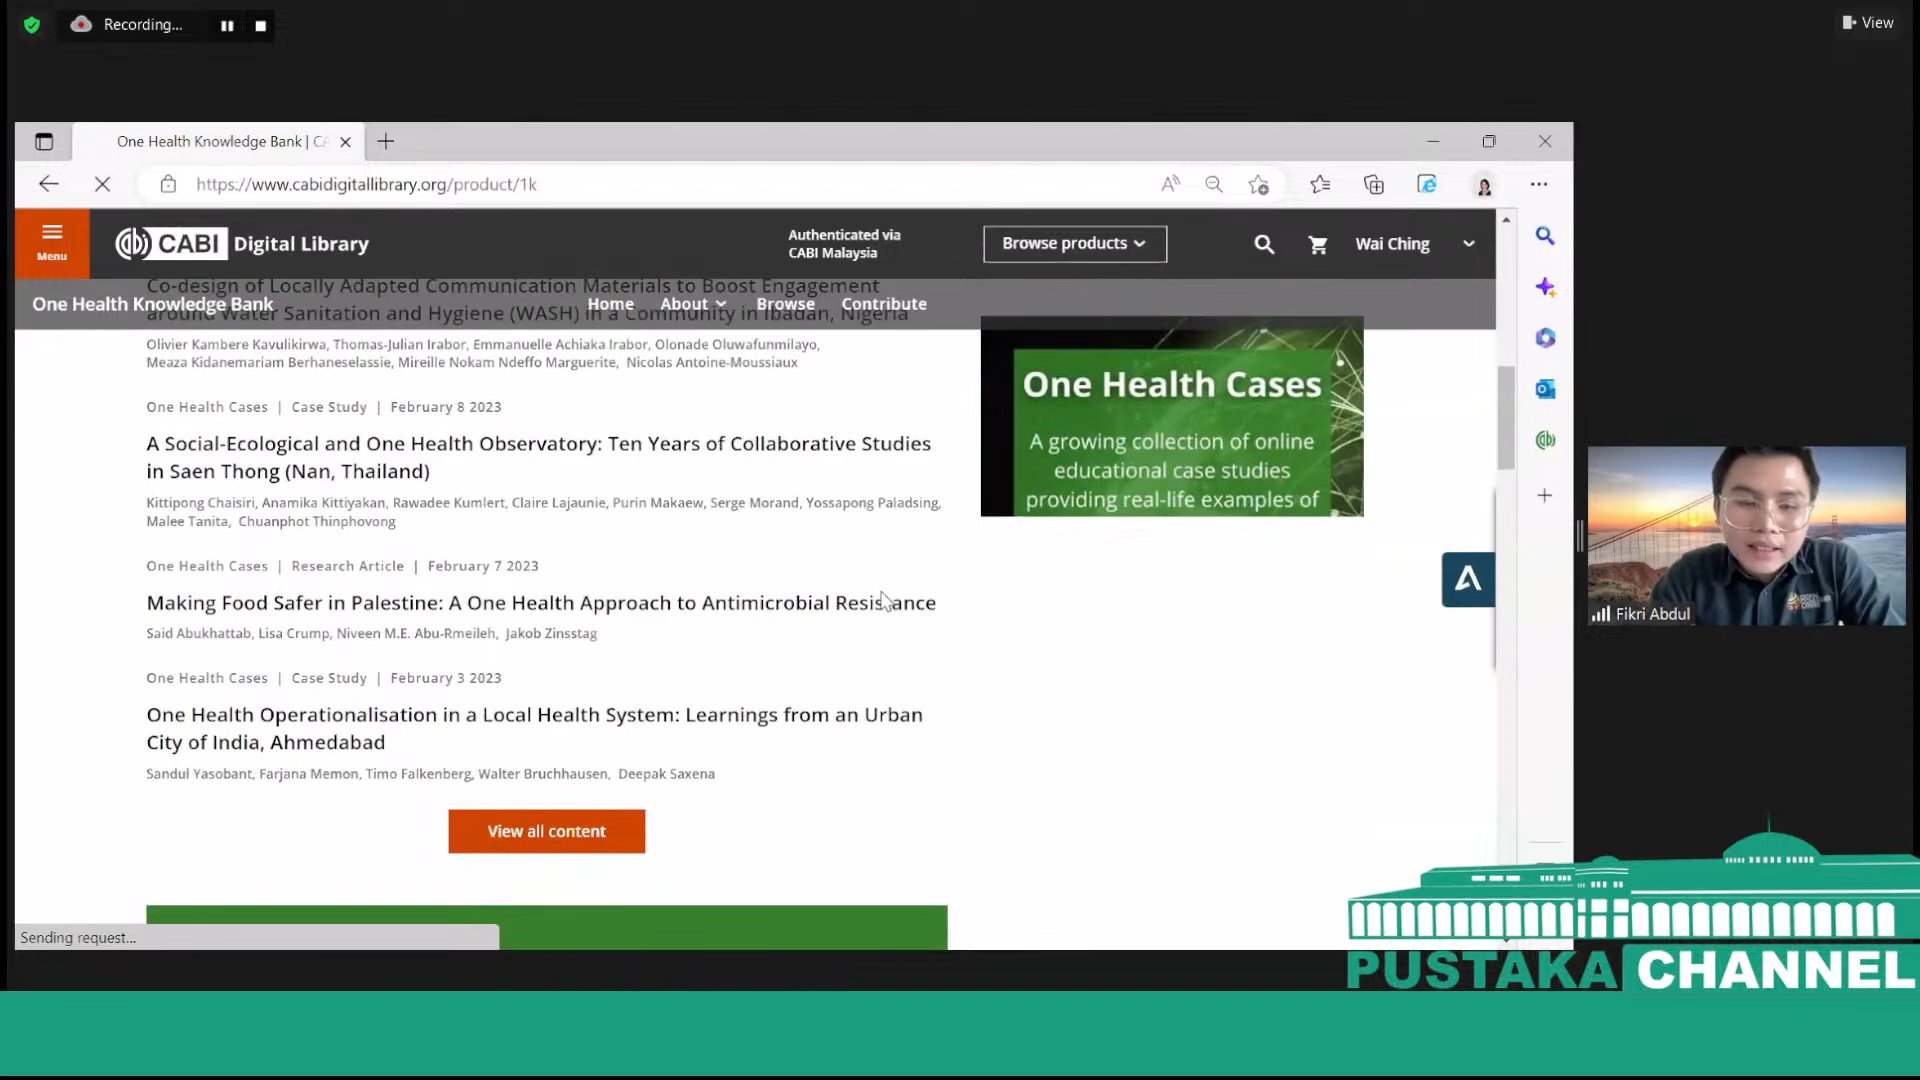 Recording...
View
One Health Knowledge Bank | CA
https://www.cabidigitallibrary.org/product/1k
Menu
CABI Digital Library
Authenticated via
CABI Malaysia
Browse products
Wai Ching
One Health Knowledge Bank
Home
About
Browse
Contribute
Co-design of Locally Adapted Communication Materials to Boost Engagement
around Water Sanitation and Hygiene (WASH) in a Community in Ibadan, Nigeria
Olivier Kambere Kavulikirwa, Thomas-Julian Irabor, Emmanuelle Achiaka Irabor, Olonade Oluwafunmilayo,
Meaza Kidanemariam Berhaneselassie, Mireille Nokam Ndeffo Marguerite, Nicolas Antoine-Moussiaux
One Health Cases | Case Study | February 8 2023
A Social-Ecological and One Health Observatory: Ten Years of Collaborative Studies
in Saen Thong (Nan, Thailand)
Kittipong Chaisiri, Anamika Kittiyakan, Rawadee Kumlert, Claire Lajaunie, Purin Makaew, Serge Morand, Yossapong Paladsing,
Malee Tanita, Chuanphot Thinphovong
One Health Cases | Research Article | February 7 2023
Making Food Safer in Palestine: A One Health Approach to Antimicrobial Resistance
Said Abukhattab, Lisa Crump, Niveen M.E. Abu-Rmeileh, Jakob Zinsstag
One Health Cases | Case Study | February 3 2023
One Health Operationalisation in a Local Health System: Learnings from an Urban
City of India, Ahmedabad
Sandul Yasobant, Farjana Memon, Timo Falkenberg, Walter Bruchhausen, Deepak Saxena
View all content
Sending request...
One Health Cases
A growing collection of online
educational case studies
providing real-life examples of
Fikri Abdul
PUSTAKA CHANNEL